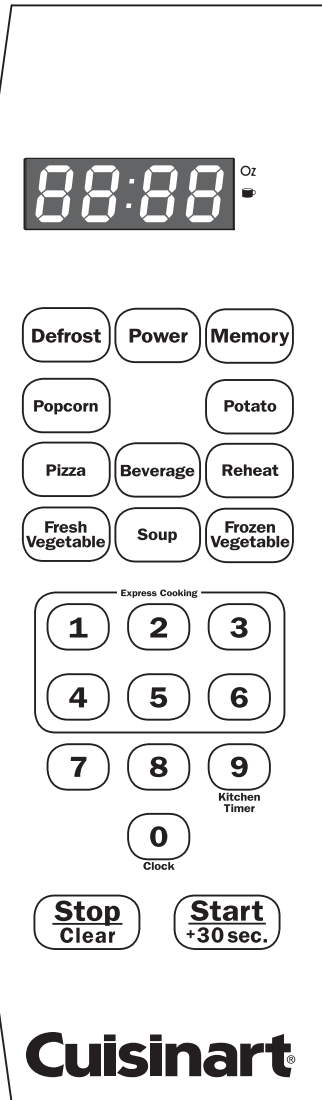 88:88
Oz
Defrost Power Memory
Popcorn Potato
Pizza Beverage Reheat
Fresh
Vegetable
Soup
Frozen
Vegetable
Express Cooking
1 2 3
4 5 6
7 8 9
Kitchen
Timer
0
Clock
Stop
Clear
Start
+30 sec.
Cuisinart®